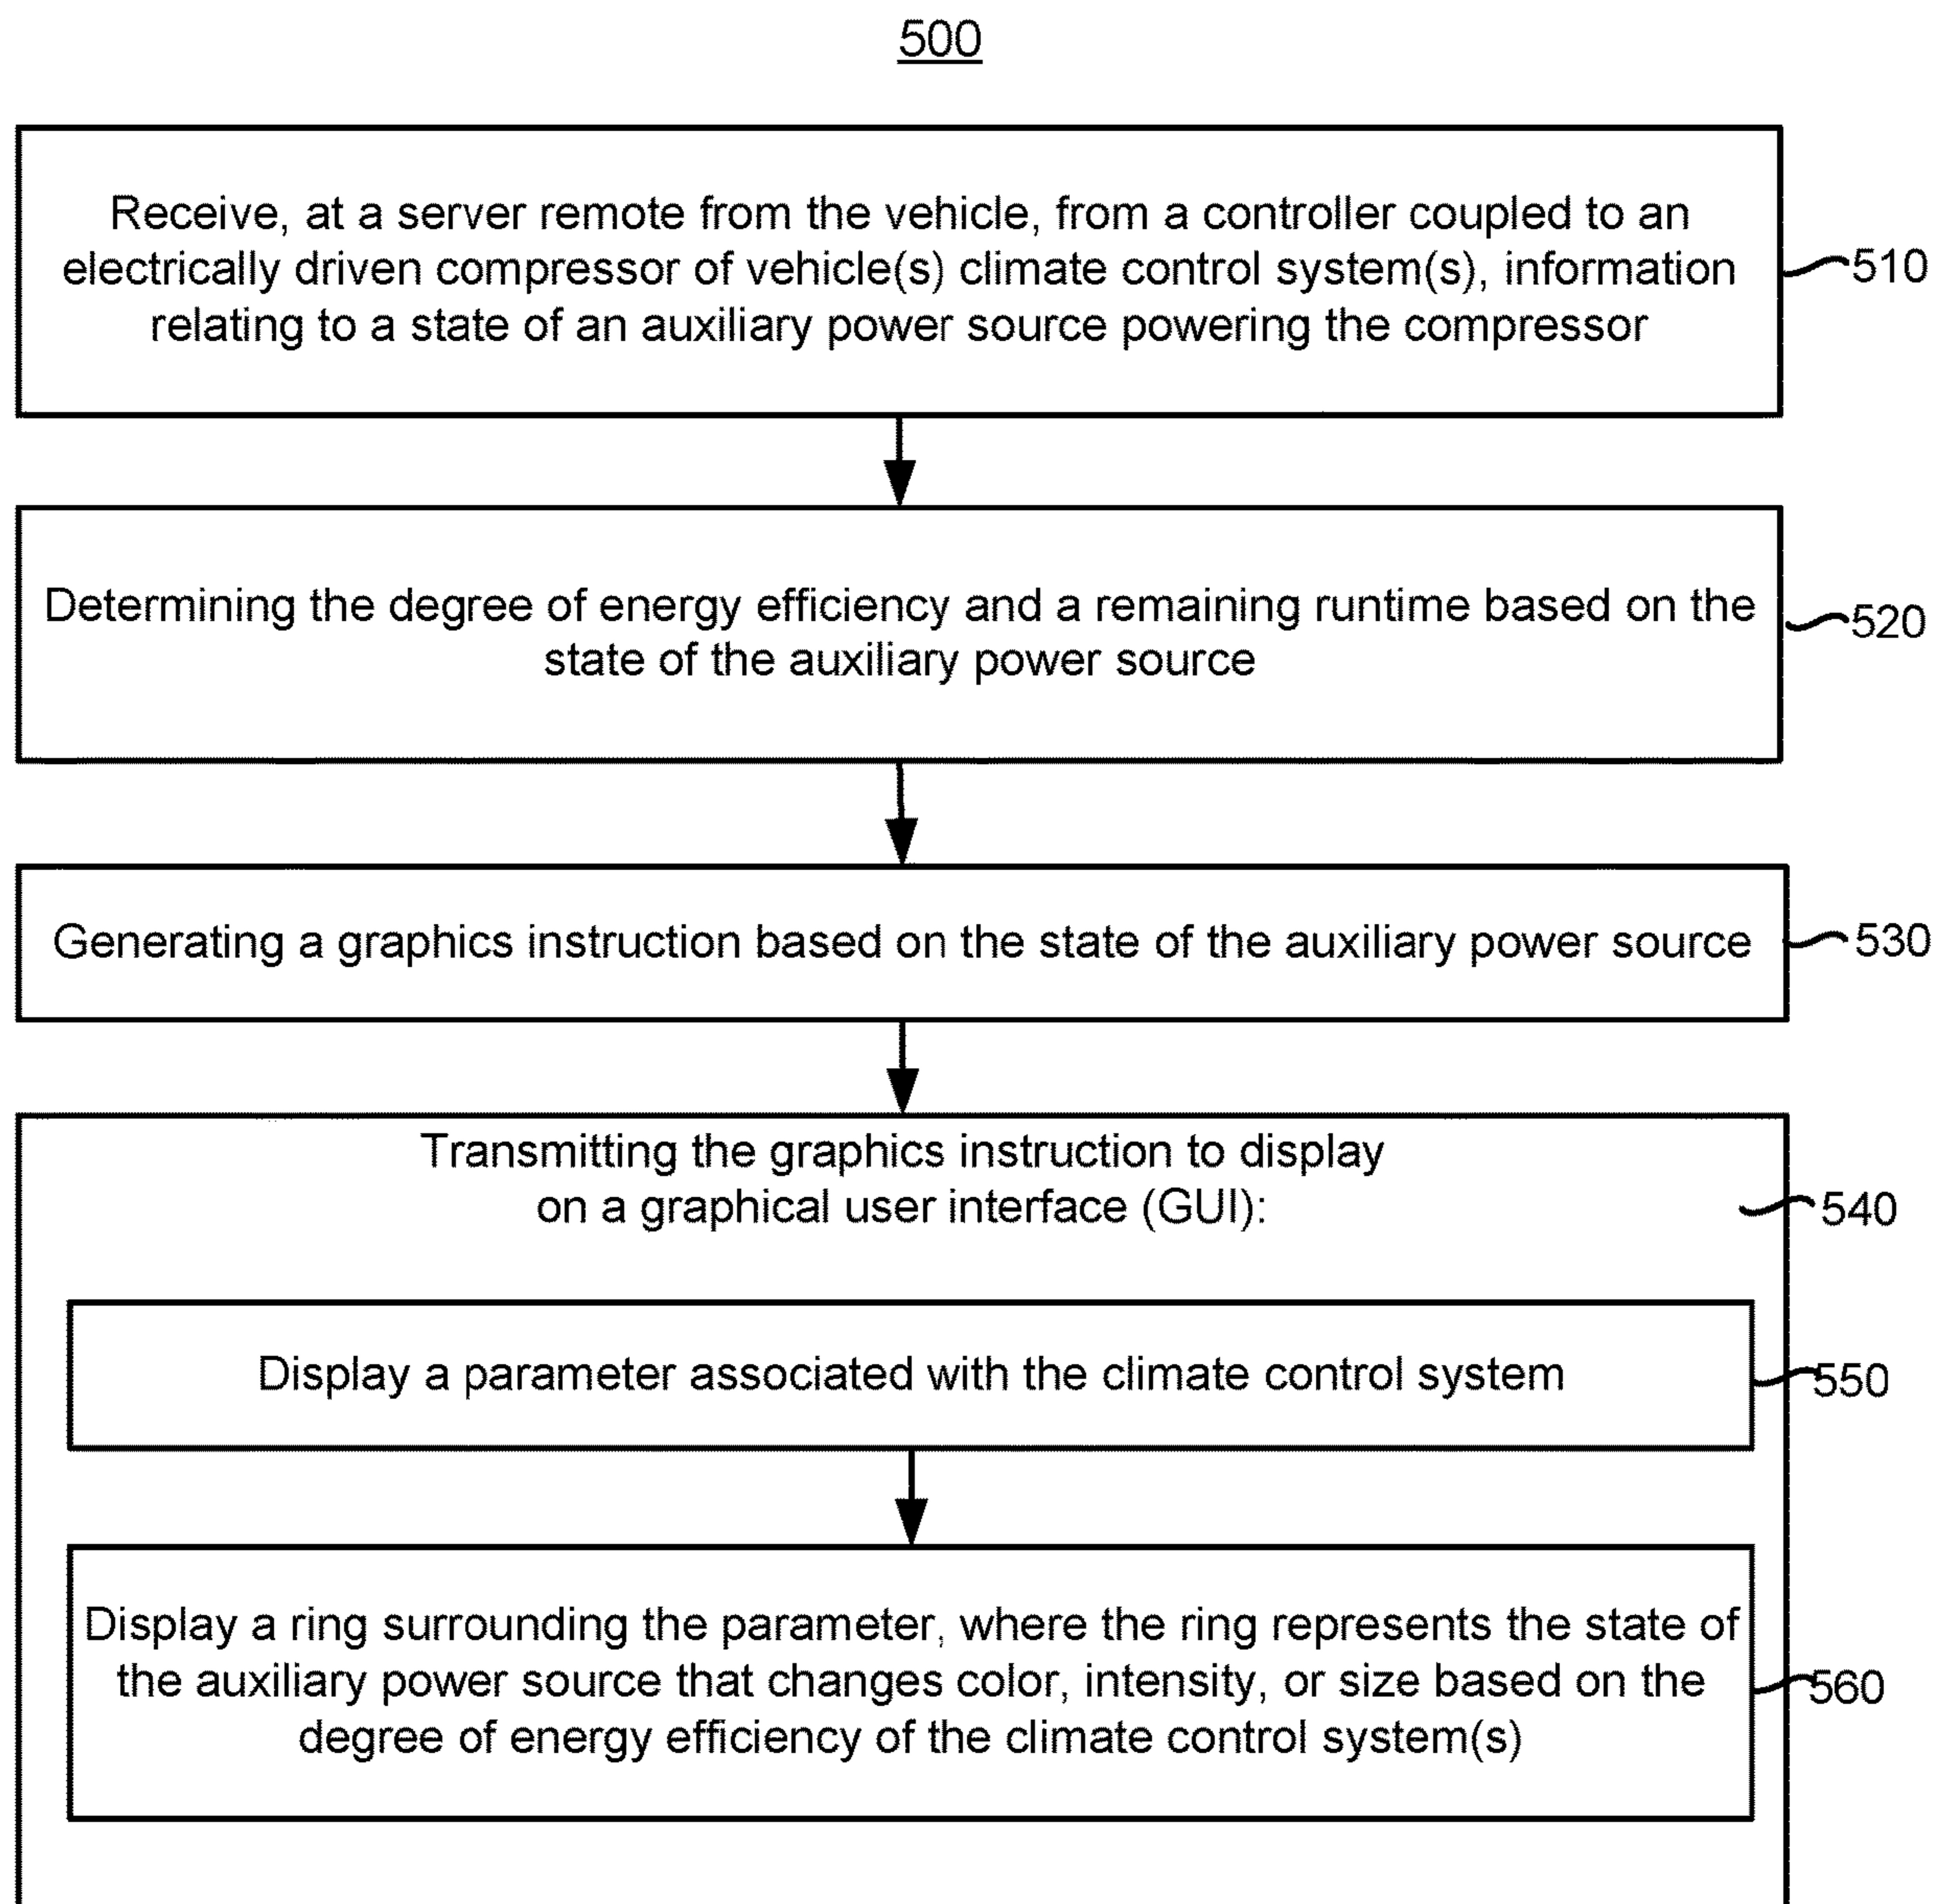 500
Receive, at a server remote from the vehicle, from a controller coupled to an
electrically driven compressor of vehicle(s) climate control system(s), information
relating to a state of an auxiliary power source powering the compressor
510
Determining the degree of energy efficiency and a remaining runtime based on the
state of the auxiliary power source
520
Generating a graphics instruction based on the state of the auxiliary power source
530
Transmitting the graphics instruction to display
on a graphical user interface (GUI):
540
Display a parameter associated with the climate control system
550
Display a ring surrounding the parameter, where the ring represents the state of
the auxiliary power source that changes color, intensity, or size based on the
degree of energy efficiency of the climate control system(s)
560